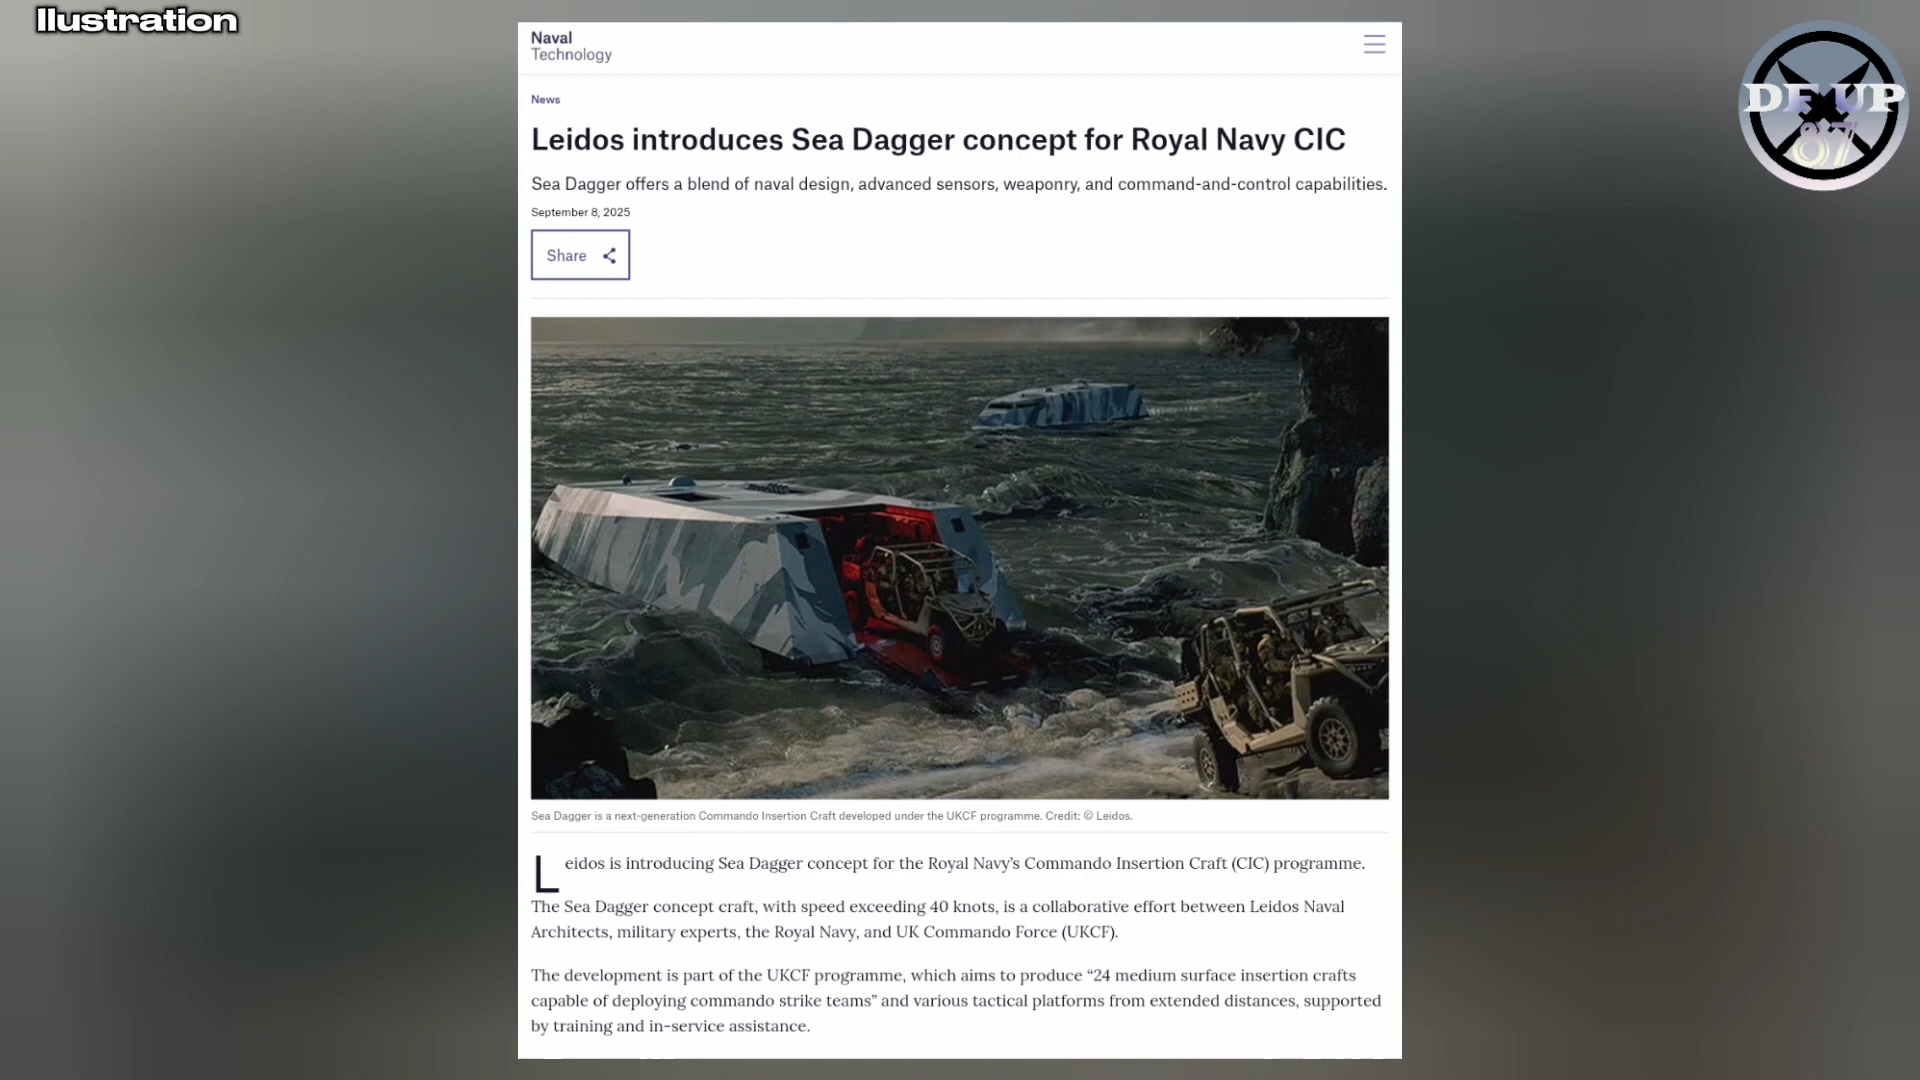 Ilustration
DF UP
87
Naval
Technology
News
Leidos introduces Sea Dagger concept for Royal Navy CIC
Sea Dagger offers a blend of naval design, advanced sensors, weaponry, and command-and-control capabilities.
September 8, 2025
Share
Sea Dagger is a next-generation Commando Insertion Craft developed under the UKCF programme. Credit: © Leidos.
Leidos is introducing Sea Dagger concept for the Royal Navy’s Commando Insertion Craft (CIC) programme.
The Sea Dagger concept craft, with speed exceeding 40 knots, is a collaborative effort between Leidos Naval
Architects, military experts, the Royal Navy, and UK Commando Force (UKCF).
The development is part of the UKCF programme, which aims to produce “24 medium surface insertion crafts
capable of deploying commando strike teams” and various tactical platforms from extended distances, supported
by training and in-service assistance.